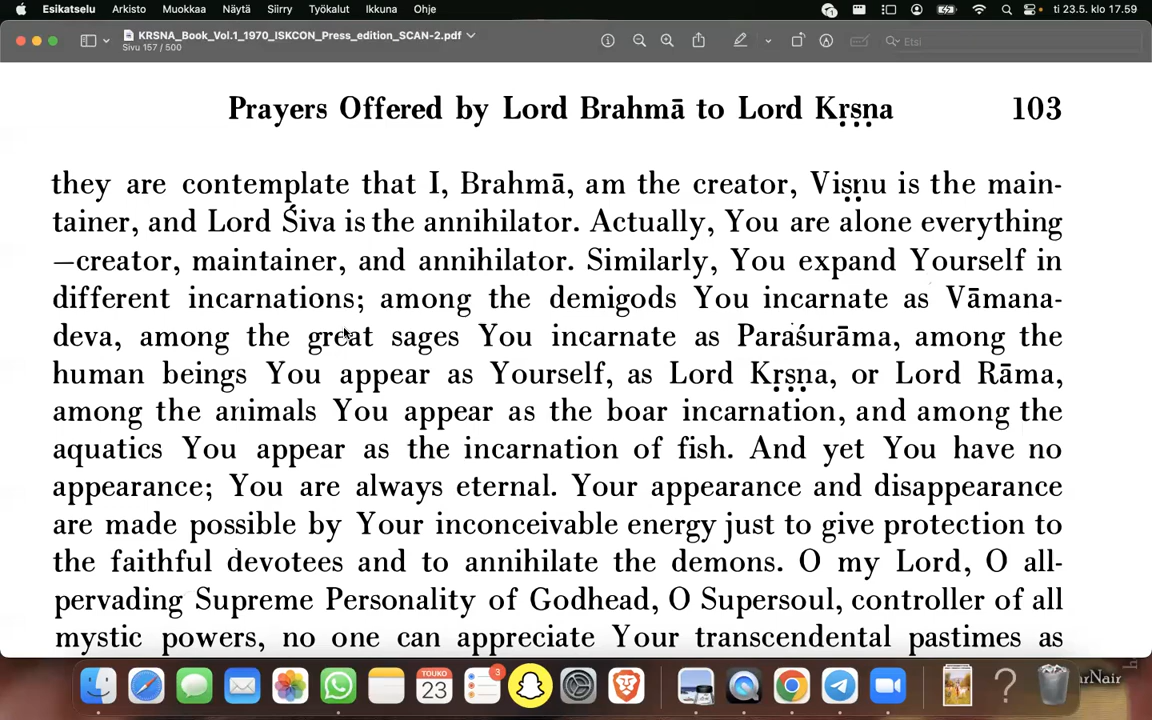 Esikatselu Arkisto Muokkaa Näytä Siirry Työkalut Ikkuna Ohje ti 23.5. klo 17.59
KRSNA_Book_Vol.1_1970_ISKCON_Press_edition_SCAN-2.pdf
Sivu 157 / 500
Etsi
Prayers Offered by Lord Brahmā to Lord Kṛṣṇa 103
they are contemplate that I, Brahmā, am the creator, Viṣṇu is the main-
tainer, and Lord Śiva is the annihilator. Actually, You are alone everything
—creator, maintainer, and annihilator. Similarly, You expand Yourself in
different incarnations; among the demigods You incarnate as Vāmana-
deva, among the great sages You incarnate as Paraśurāma, among the
human beings You appear as Yourself, as Lord Kṛṣṇa, or Lord Rāma,
among the animals You appear as the boar incarnation, and among the
aquatics You appear as the incarnation of fish. And yet You have no
appearance; You are always eternal. Your appearance and disappearance
are made possible by Your inconceivable energy just to give protection to
the faithful devotees and to annihilate the demons. O my Lord, O all-
pervading Supreme Personality of Godhead, O Supersoul, controller of all
mystic powers, no one can appreciate Your transcendental pastimes as
TOUKO
23
3
arNair